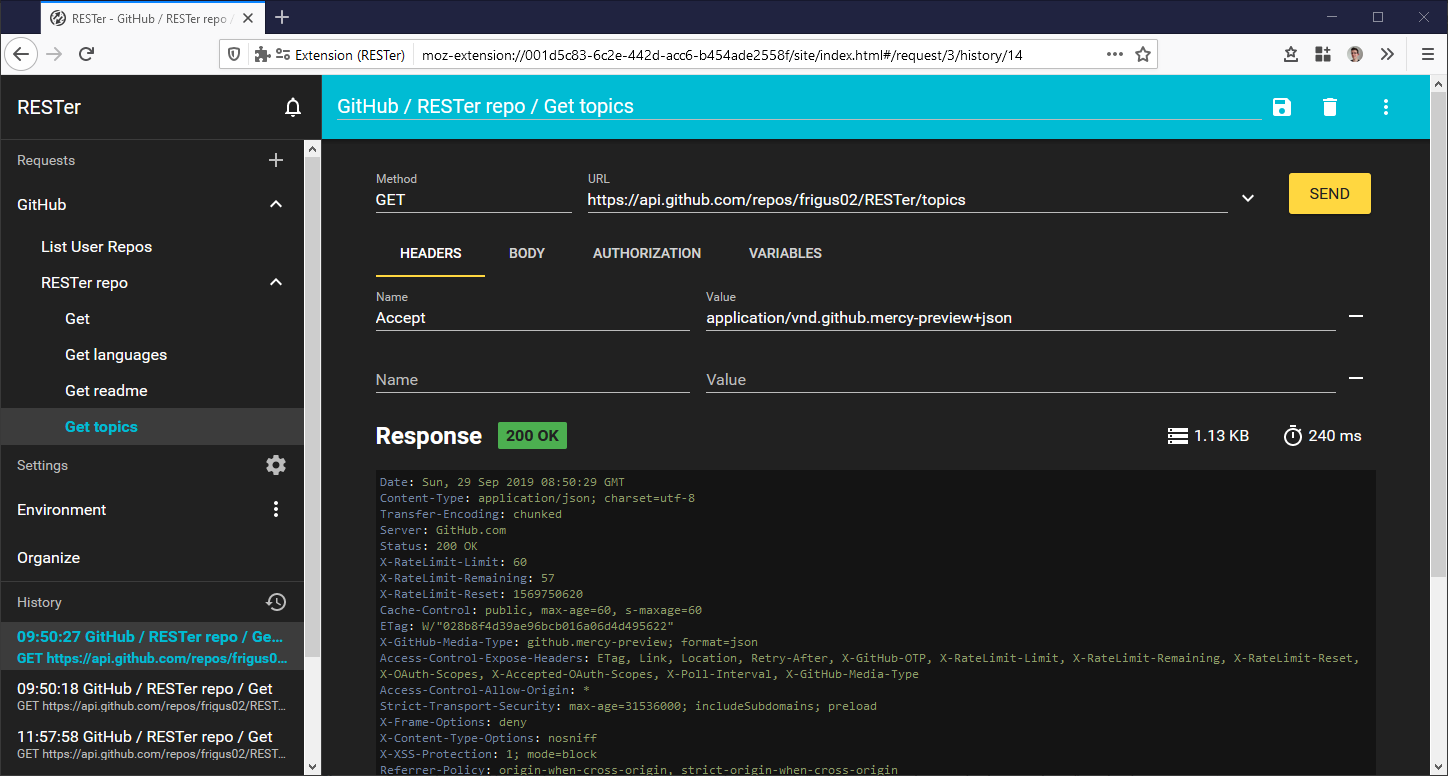 RESTer - GitHub / RESTer repo /
Extension (RESTer)
moz-extension://001d5c83-6c2e-442d-acc6-b454ade2558f/site/index.html#/request/3/history/14
RESTer
GitHub / RESTer repo / Get topics
Requests
GitHub
List User Repos
RESTer repo
Get
Get languages
Get readme
Get topics
Settings
Environment
Organize
History
09:50:27 GitHub / RESTer repo / Ge...
GET https://api.github.com/repos/frigus0...
09:50:18 GitHub / RESTer repo / Get
GET https://api.github.com/repos/frigus02/REST...
11:57:58 GitHub / RESTer repo / Get
GET https://api.github.com/repos/frigus02/REST...
Method
GET
URL
https://api.github.com/repos/frigus02/RESTer/topics
SEND
HEADERS
BODY
AUTHORIZATION
VARIABLES
Name
Accept
Value
application/vnd.github.mercy-preview+json
Name
Value
Response
200 OK
1.13 KB
240 ms
Date: Sun, 29 Sep 2019 08:50:29 GMT
Content-Type: application/json; charset=utf-8
Transfer-Encoding: chunked
Server: GitHub.com
Status: 200 OK
X-RateLimit-Limit: 60
X-RateLimit-Remaining: 57
X-RateLimit-Reset: 1569750620
Cache-Control: public, max-age=60, s-maxage=60
ETag: W/"028b8f4d39ae96bcb016a06d4d495622"
X-GitHub-Media-Type: github.mercy-preview; format=json
Access-Control-Expose-Headers: ETag, Link, Location, Retry-After, X-GitHub-OTP, X-RateLimit-Limit, X-RateLimit-Remaining, X-RateLimit-Reset,
X-OAuth-Scopes, X-Accepted-OAuth-Scopes, X-Poll-Interval, X-GitHub-Media-Type
Access-Control-Allow-Origin: *
Strict-Transport-Security: max-age=31536000; includeSubdomains; preload
X-Frame-Options: deny
X-Content-Type-Options: nosniff
X-XSS-Protection: 1; mode=block
Referrer-Policy: origin-when-cross-origin, strict-origin-when-cross-origin